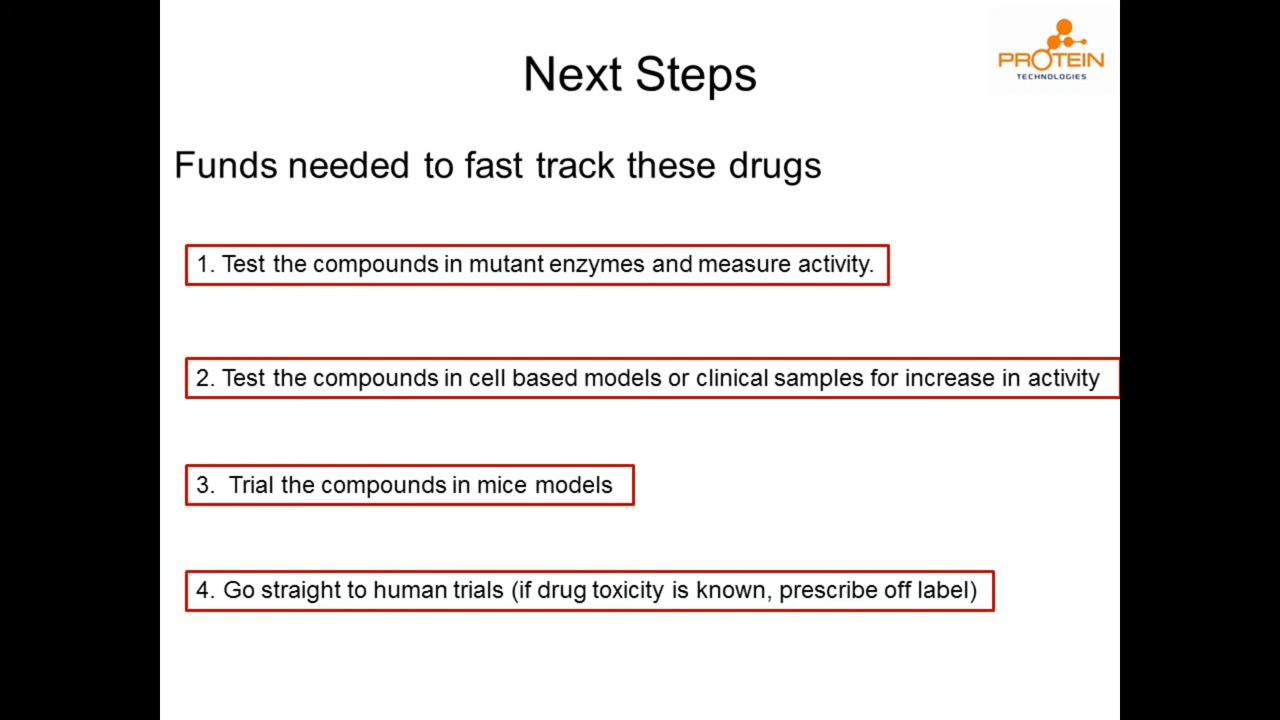 PROTEIN
TECHNOLOGIES
Next Steps
Funds needed to fast track these drugs
1. Test the compounds in mutant enzymes and measure activity.
2. Test the compounds in cell based models or clinical samples for increase in activity
3. Trial the compounds in mice models
4. Go straight to human trials (if drug toxicity is known, prescribe off label)